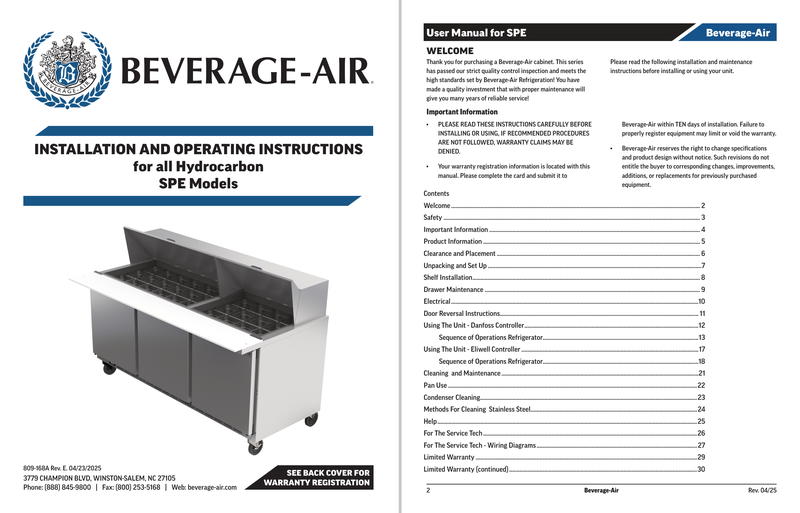 BEVERAGE-AIR®
INSTALLATION AND OPERATING INSTRUCTIONS
for all Hydrocarbon
SPE Models
809-168A Rev. E. 04/23/2025
3779 CHAMPION BLVD, WINSTON-SALEM, NC 27105
Phone: (888) 845-9800 | Fax: (800) 253-5168 | Web: beverage-air.com
SEE BACK COVER FOR
WARRANTY REGISTRATION
User Manual for SPE
Beverage-Air
WELCOME
Thank you for purchasing a Beverage-Air cabinet. This series
has passed our strict quality control inspection and meets the
high standards set by Beverage-Air Refrigeration! You have
made a quality investment that with proper maintenance will
give you many years of reliable service!
Please read the following installation and maintenance
instructions before installing or using your unit.
Important Information
• PLEASE READ THESE INSTRUCTIONS CAREFULLY BEFORE
INSTALLING OR USING, IF RECOMMENDED PROCEDURES
ARE NOT FOLLOWED, WARRANTY CLAIMS MAY BE
DENIED.
• Your warranty registration information is located with this
manual. Please complete the card and submit it to
Beverage-Air within TEN days of installation. Failure to
properly register equipment may limit or void the warranty.
• Beverage-Air reserves the right to change specifications
and product design without notice. Such revisions do not
entitle the buyer to corresponding changes, improvements,
additions, or replacements for previously purchased
equipment.
Contents
Welcome 2
Safety 3
Important Information 4
Product Information 5
Clearance and Placement 6
Unpacking and Set Up 7
Shelf Installation 8
Drawer Maintenance 9
Electrical 10
Door Reversal Instructions 11
Using The Unit - Danfoss Controller 12
Sequence of Operations Refrigerator 13
Using The Unit - Eliwell Controller 17
Sequence of Operations Refrigerator 18
Cleaning and Maintenance 21
Pan Use 22
Condenser Cleaning 23
Methods For Cleaning Stainless Steel 24
Help 25
For The Service Tech 26
For The Service Tech - Wiring Diagrams 27
Limited Warranty 29
Limited Warranty (continued) 30
2
Beverage-Air
Rev. 04/25